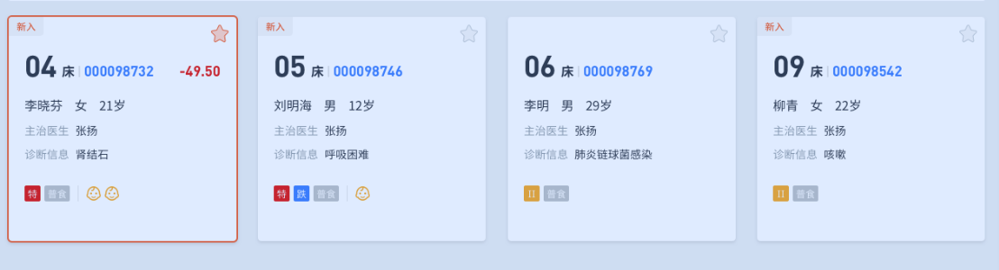 新入
04 床 000098732 -49.50
李晓芬 女 21岁
主治医生 张扬
诊断信息 肾结石
特 普食
新入
05 床 000098746
刘明海 男 12岁
主治医生 张扬
诊断信息 呼吸困难
特 跌 普食
06 床 000098769
李明 男 29岁
主治医生 张扬
诊断信息 肺炎链球菌感染
II 普食
新入
09 床 000098542
柳青 女 22岁
主治医生 张扬
诊断信息 咳嗽
II 普食